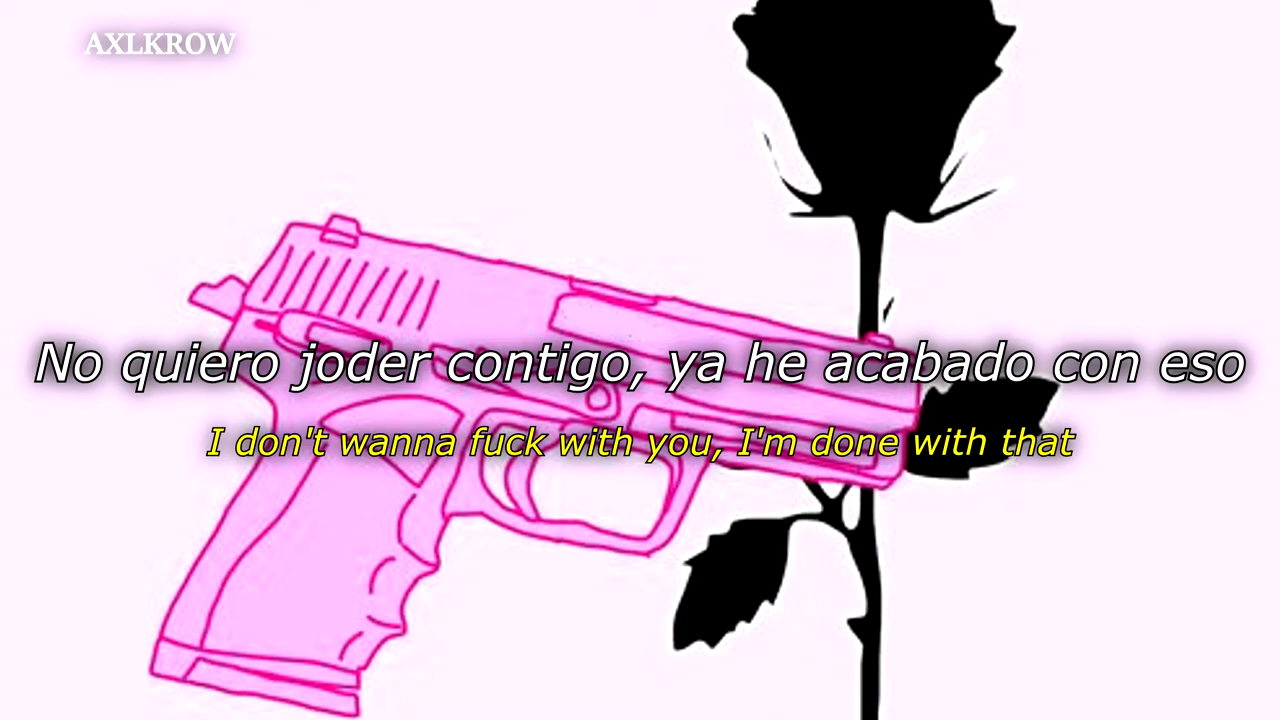 AXLKROW
No quiero joder contigo, ya he acabado con eso
I don't wanna fuck with you, I'm done with that